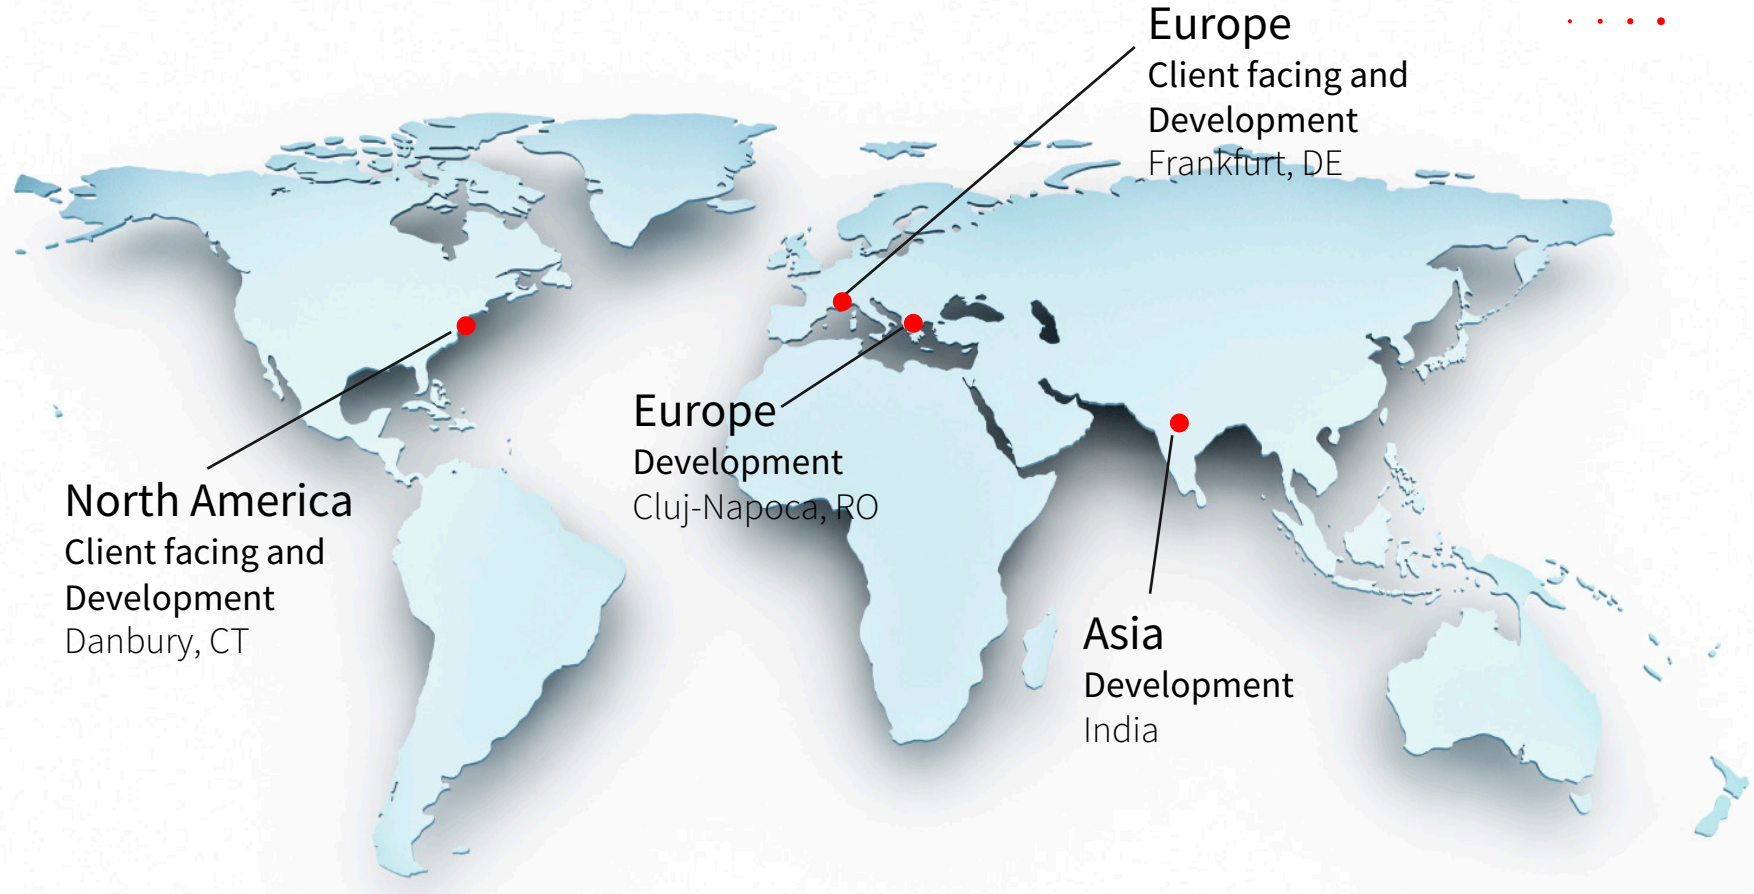 Europe
Client facing and
Development
Frankfurt, DE
Europe
Development
Cluj-Napoca, RO
North America
Client facing and
Development
Danbury, CT
Asia
Development
India